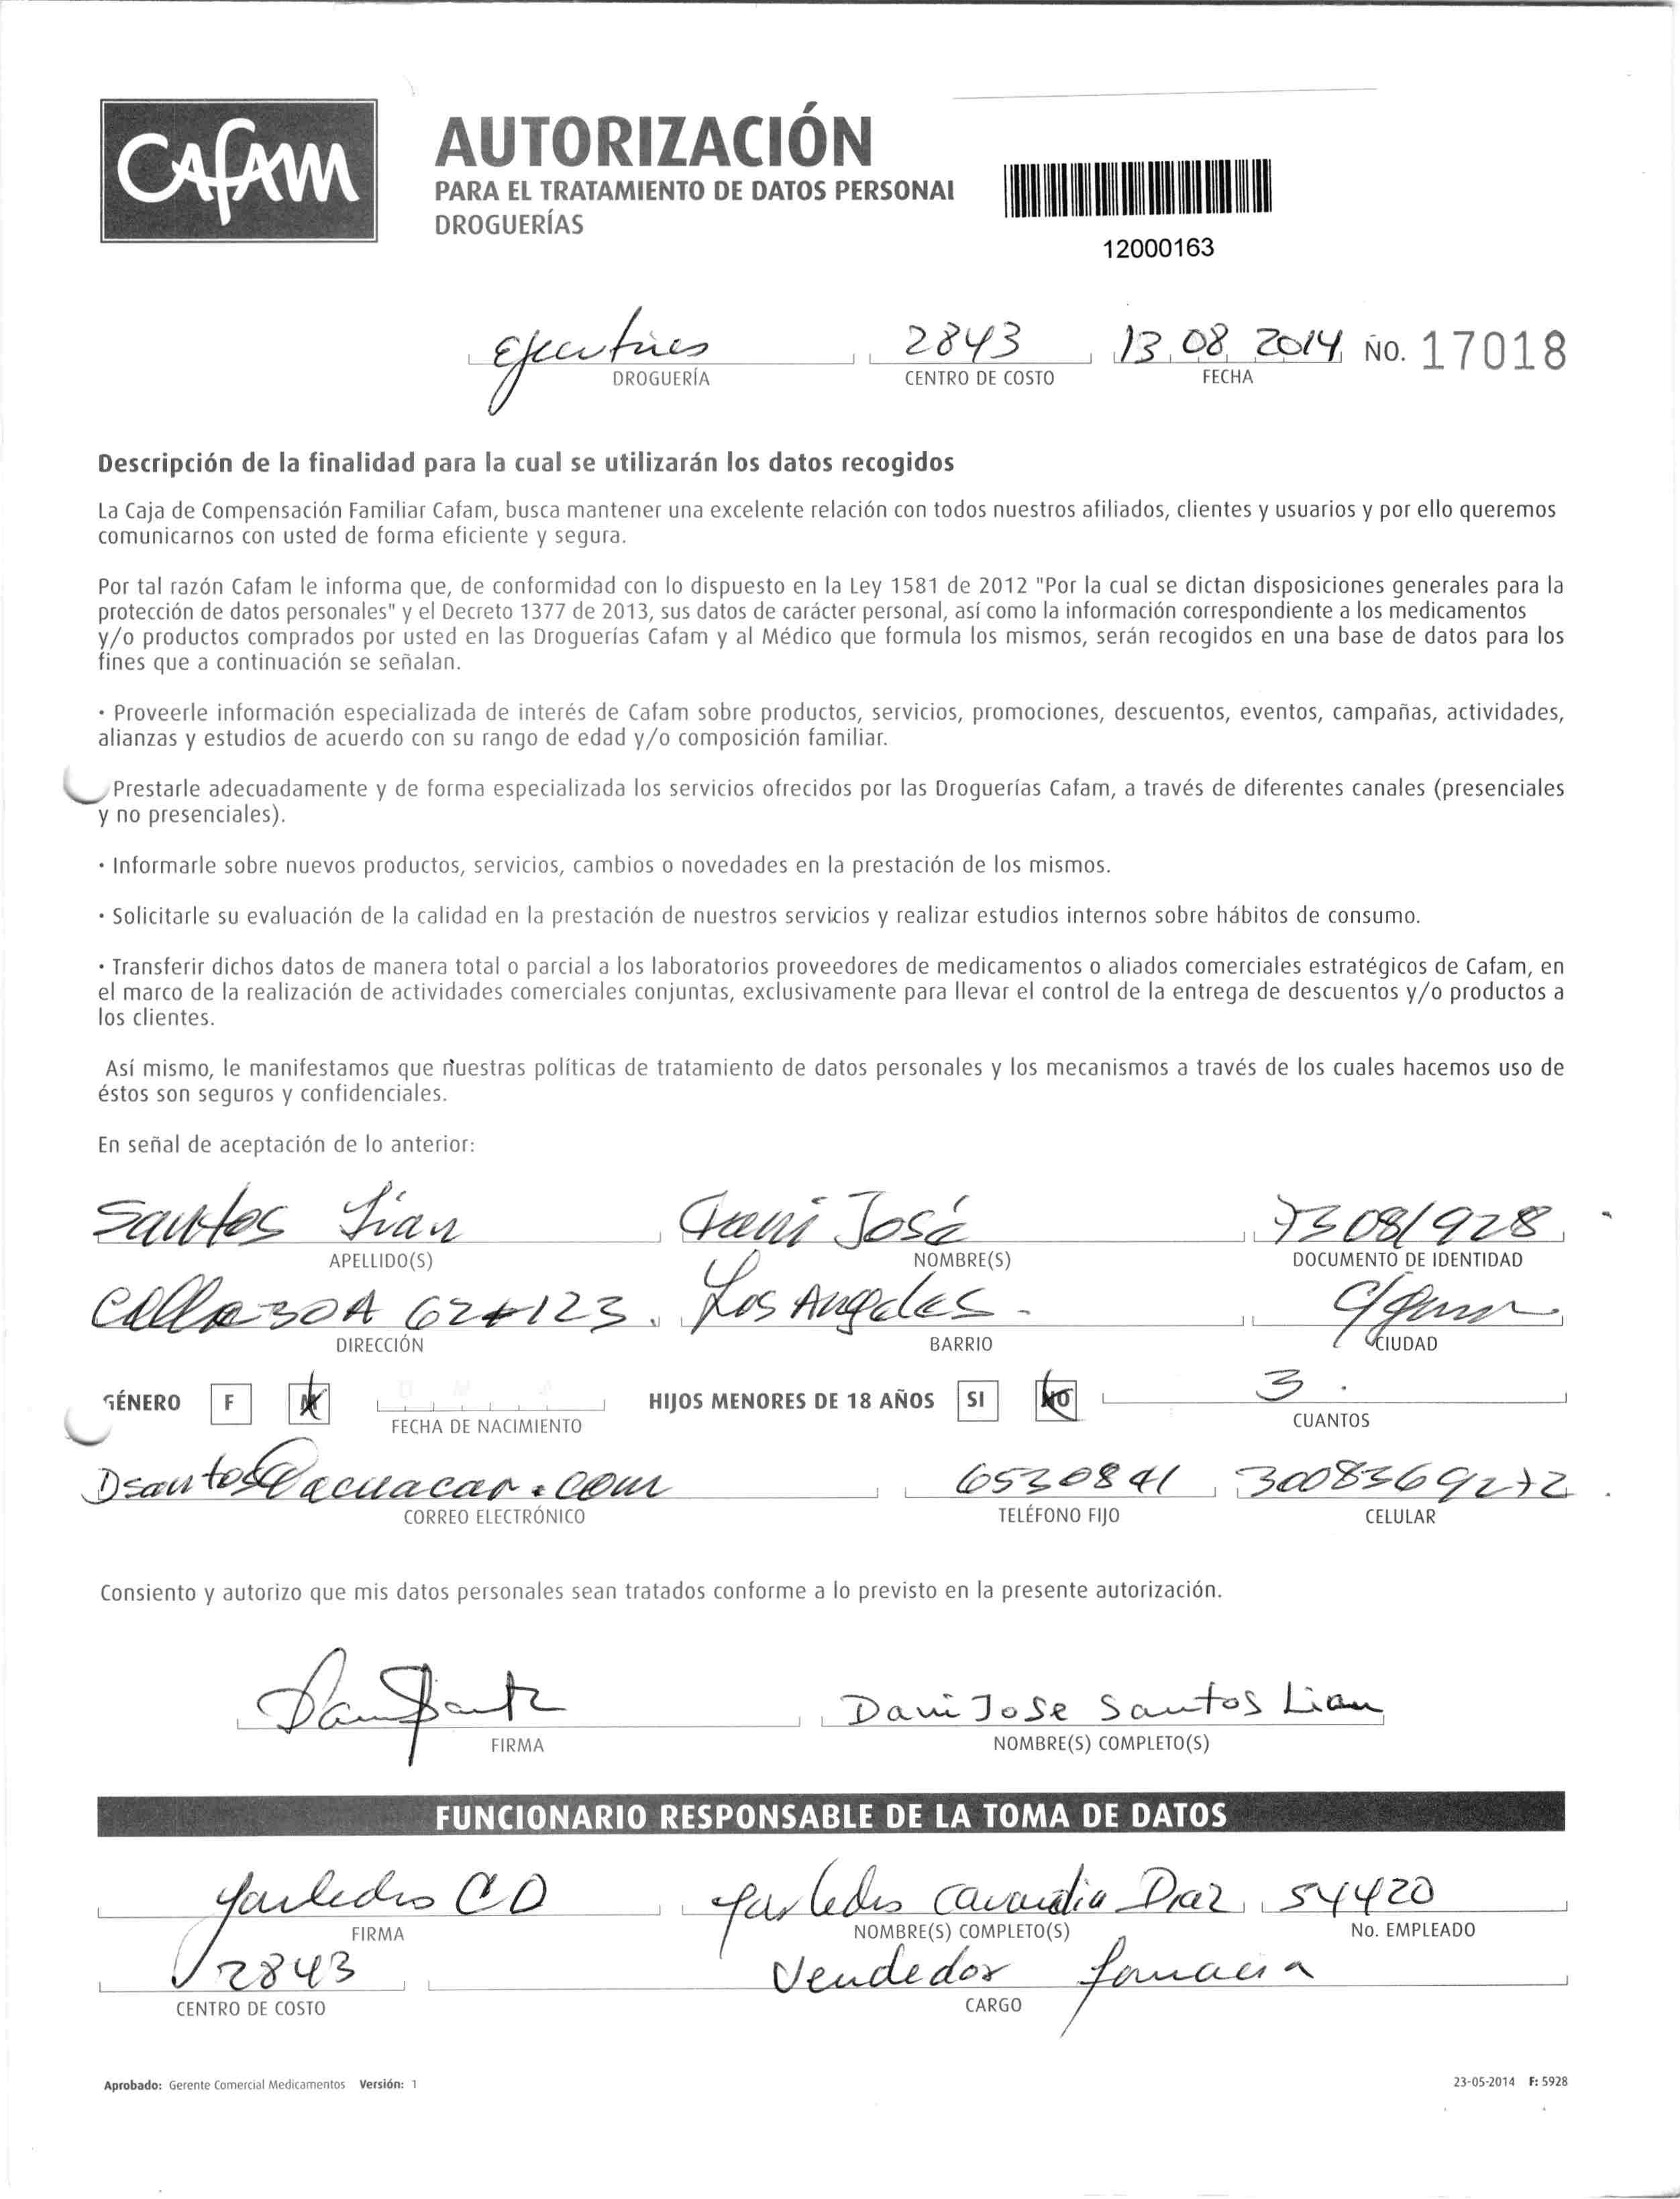 Cafam
AUTORIZACIÓN
PARA EL TRATAMIENTO DE DATOS PERSONAL
DROGUERÍAS
12000163
Ejecutivos 2843 13 08 2014 No. 17018
DROGUERÍA CENTRO DE COSTO FECHA
Descripción de la finalidad para la cual se utilizarán los datos recogidos
La Caja de Compensación Familiar Cafam, busca mantener una excelente relación con todos nuestros afiliados, clientes y usuarios y por ello queremos
comunicarnos con usted de forma eficiente y segura.
Por tal razón Cafam le informa que, de conformidad con lo dispuesto en la Ley 1581 de 2012 "Por la cual se dictan disposiciones generales para la
protección de datos personales" y el Decreto 1377 de 2013, sus datos de carácter personal, así como la información correspondiente a los medicamentos
y/o productos comprados por usted en las Droguerías Cafam y al Médico que formula los mismos, serán recogidos en una base de datos para los
fines que a continuación se señalan.
· Proveerle información especializada de interés de Cafam sobre productos, servicios, promociones, descuentos, eventos, campañas, actividades,
alianzas y estudios de acuerdo con su rango de edad y/o composición familiar.
Prestarle adecuadamente y de forma especializada los servicios ofrecidos por las Droguerías Cafam, a través de diferentes canales (presenciales
y no presenciales).
· Informarle sobre nuevos productos, servicios, cambios o novedades en la prestación de los mismos.
· Solicitarle su evaluación de la calidad en la prestación de nuestros servicios y realizar estudios internos sobre hábitos de consumo.
· Transferir dichos datos de manera total o parcial a los laboratorios proveedores de medicamentos o aliados comerciales estratégicos de Cafam, en
el marco de la realización de actividades comerciales conjuntas, exclusivamente para llevar el control de la entrega de descuentos y/o productos a
los clientes.
Así mismo, le manifestamos que nuestras políticas de tratamiento de datos personales y los mecanismos a través de los cuales hacemos uso de
éstos son seguros y confidenciales.
En señal de aceptación de lo anterior:
Santos Lian Dani José 73081928
APELLIDO(S) NOMBRE(S) DOCUMENTO DE IDENTIDAD
Calle 30A 62#123. Los Angeles.
DIRECCIÓN BARRIO CIUDAD
GÉNERO F M D M A HIJOS MENORES DE 18 AÑOS SI NO 3
FECHA DE NACIMIENTO CUANTOS
Dsantos@acuacar.com 6530841 3008369272
CORREO ELECTRÓNICO TELÉFONO FIJO CELULAR
Consiento y autorizo que mis datos personales sean tratados conforme a lo previsto en la presente autorización.
Dani Jose Santos Lian
FIRMA NOMBRE(S) COMPLETO(S)
FUNCIONARIO RESPONSABLE DE LA TOMA DE DATOS
Yarledis CD Yarledis Diaz 54420
FIRMA NOMBRE(S) COMPLETO(S) No. EMPLEADO
2843 Vendedor farmacia
CENTRO DE COSTO CARGO
Aprobado: Gerente Comercial Medicamentos Versión: 1 23-05-2014 F: 5928